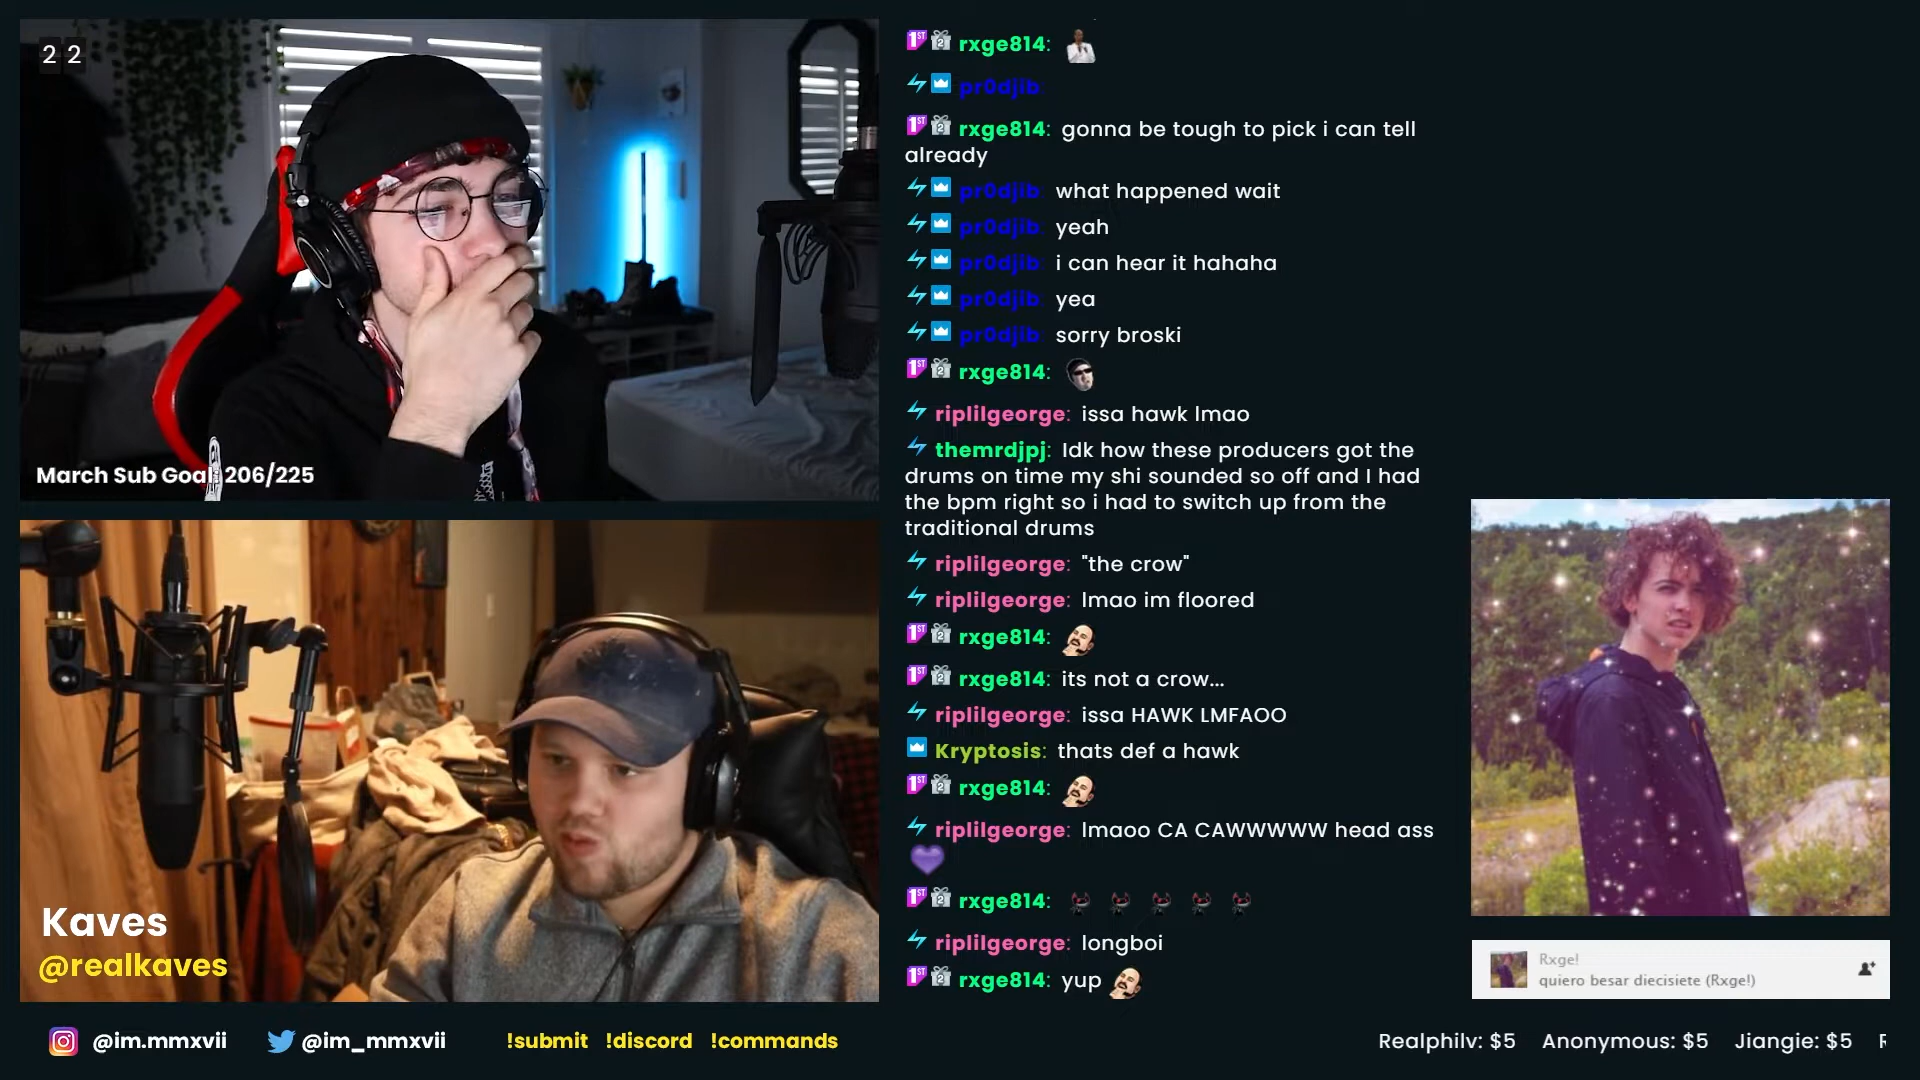 2 2
March Sub Goal: 206/225
Kaves
@realkaves
rxge814:
pr0djib
rxge814: gonna be tough to pick i can tell
already
pr0djib what happened wait
pr0djib yeah
pr0djib i can hear it hahaha
pr0djib yea
pr0djib sorry broski
rxge814:
riplilgeorge: issa hawk lmao
themrdjpj: Idk how these producers got the
drums on time my shi sounded so off and I had
the bpm right so i had to switch up from the
traditional drums
riplilgeorge: "the crow"
riplilgeorge: lmao im floored
rxge814:
rxge814: its not a crow...
riplilgeorge: issa HAWK LMFAOO
Kryptosis: thats def a hawk
rxge814:
riplilgeorge: lmaoo CA CAWWWWW head ass
rxge814:
riplilgeorge: longboi
rxge814: yup
Rxge!
quiero besar diecisiete (Rxge!)
@im.mmxvii @im_mmxvii !submit !discord !commands
Realphilv: $5 Anonymous: $5 Jiangie: $5